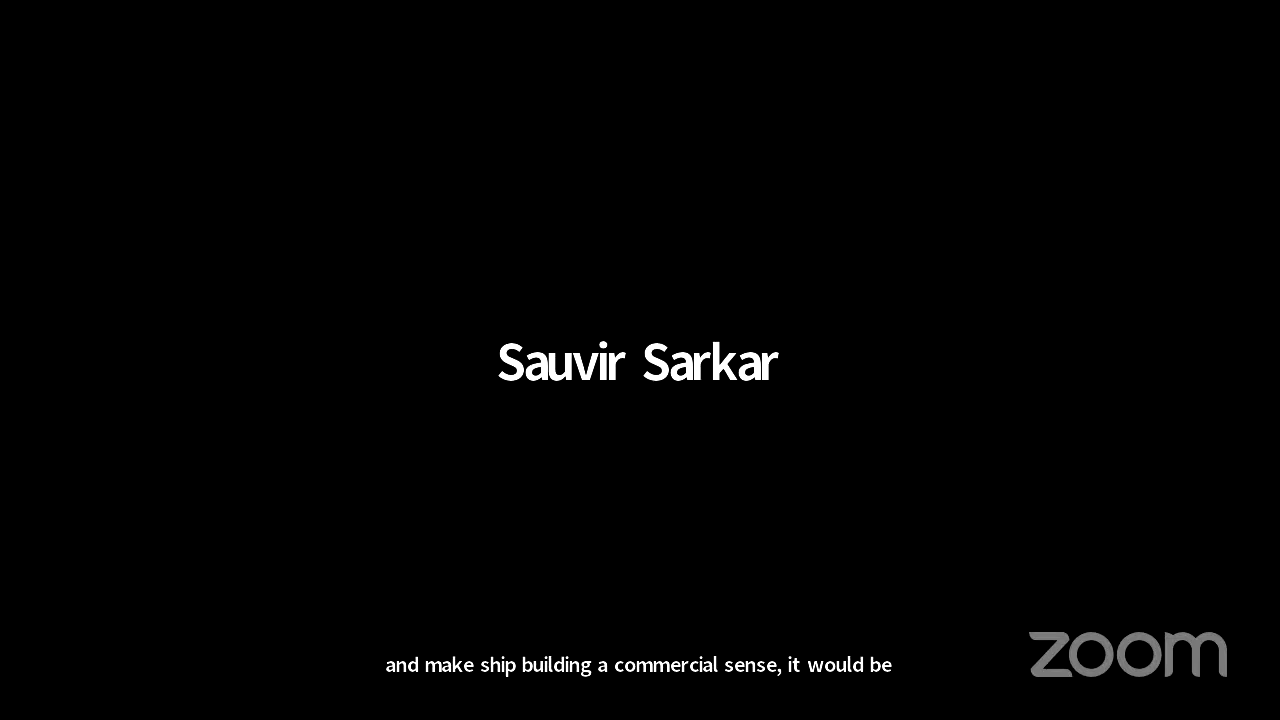 Sauvir Sarkar
and make ship building a commercial sense, it would be
zoom